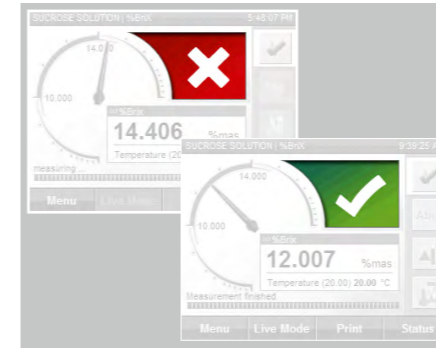 SUCROSE SOLUTION | %BriX 5:48:07 PM
14.0
10.000
%Brix
14.406 %mas
Temperature (20
measuring ...
Menu Live Mode
SUCROSE SOLUTION | %BriX 9:39:25 A
14.000
10.000
%Brix
12.007 %mas
Temperature (20.00) 20.00 °C
Measurement finished
Menu Live Mode Print Status